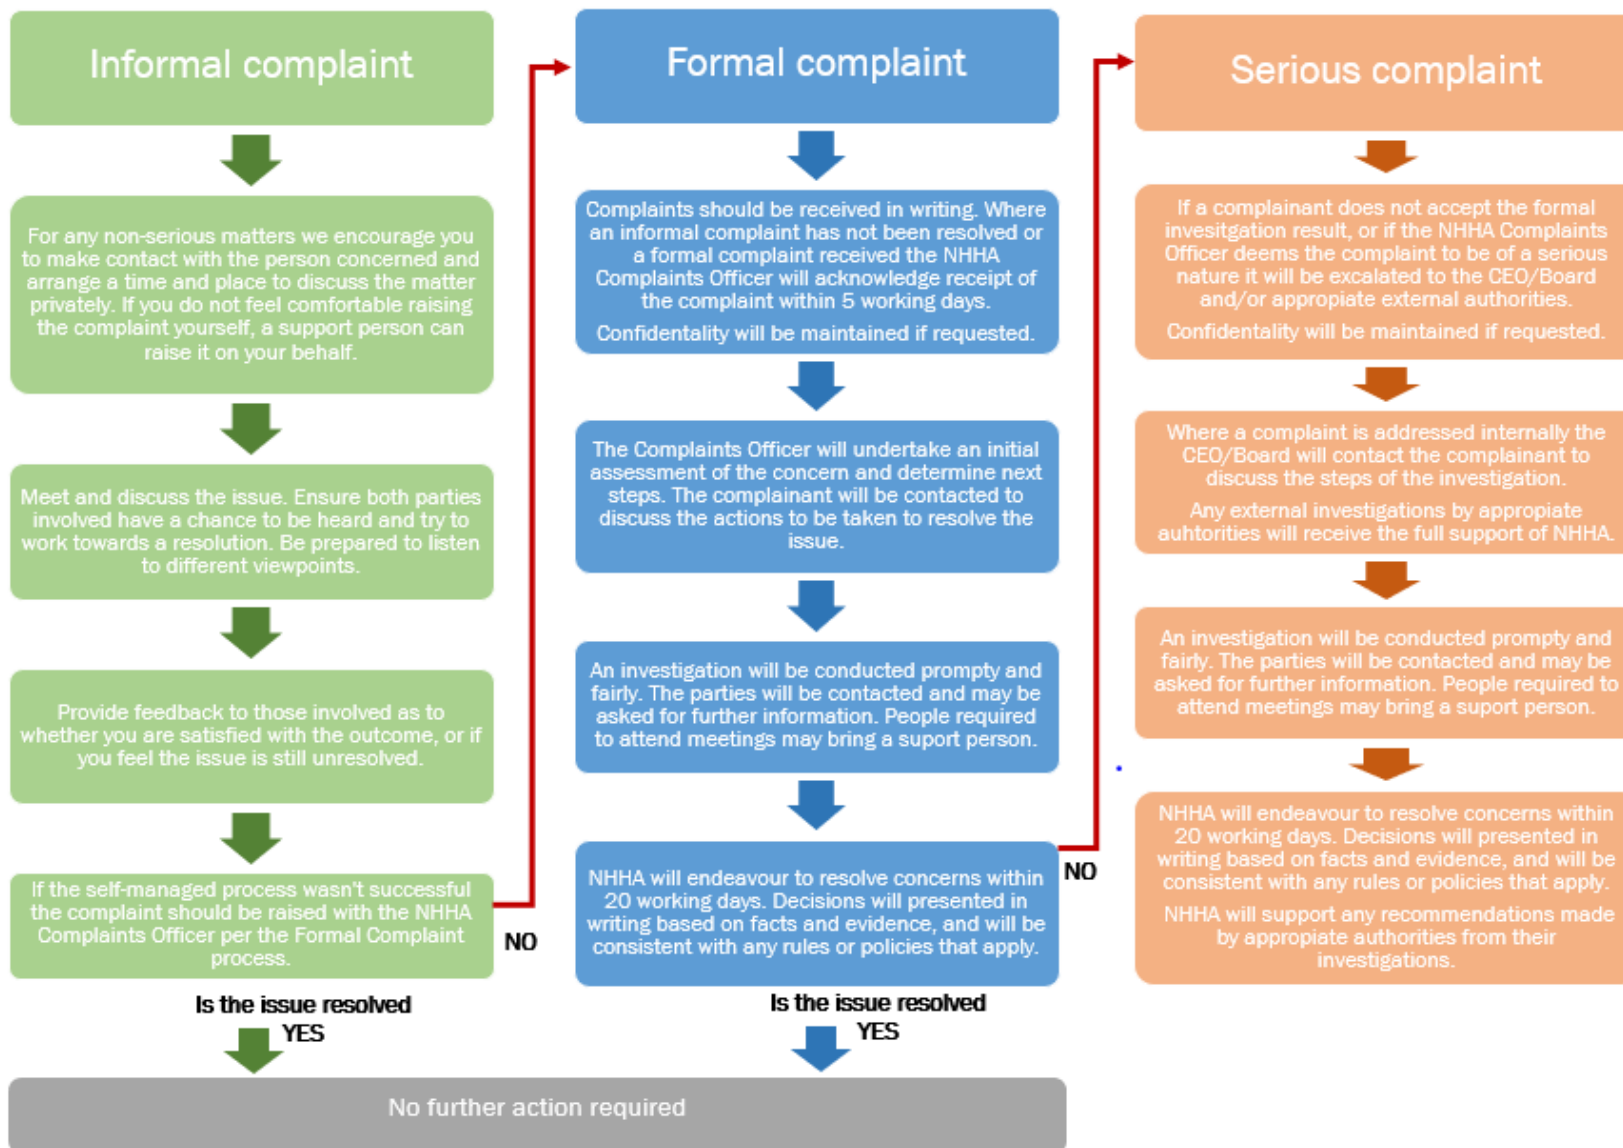 Informal complaint
For any non-serious matters we encourage you
to make contact with the person concerned and
arrange a time and place to discuss the matter
privately. If you do not feel comfortable raising
the complaint yourself, a support person can
raise it on your behalf.
Meet and discuss the issue. Ensure both parties
involved have a chance to be heard and try to
work towards a resolution. Be prepared to listen
to different viewpoints.
Provide feedback to those involved as to
whether you are satisfied with the outcome, or if
you feel the issue is still unresolved.
If the self-managed process wasn't successful
the complaint should be raised with the NHHA
Complaints Officer per the Formal Complaint
process.
NO
Is the issue resolved
YES
Formal complaint
Complaints should be received in writing. Where
an informal complaint has not been resolved or
a formal complaint received the NHHA
Complaints Officer will acknowledge receipt of
the complaint within 5 working days.
Confidentality will be maintained if requested.
The Complaints Officer will undertake an initial
assessment of the concern and determine next
steps. The complainant will be contacted to
discuss the actions to be taken to resolve the
issue.
An investigation will be conducted prompty and
fairly. The parties will be contacted and may be
asked for further information. People required
to attend meetings may bring a suport person.
NHHA will endeavour to resolve concerns within
20 working days. Decisions will presented in
writing based on facts and evidence, and will be
consistent with any rules or policies that apply.
NO
Is the issue resolved
YES
Serious complaint
If a complainant does not accept the formal
invesitgation result, or if the NHHA Complaints
Officer deems the complaint to be of a serious
nature it will be excalated to the CEO/Board
and/or appropiate external authorities.
Confidentality will be maintained if requested.
Where a complaint is addressed internally the
CEO/Board will contact the complainant to
discuss the steps of the investigation.
Any external investigations by appropiate
auhtorities will receive the full support of NHHA.
An investigation will be conducted prompty and
fairly. The parties will be contacted and may be
asked for further information. People required to
attend meetings may bring a suport person.
NHHA will endeavour to resolve concerns within
20 working days. Decisions will presented in
writing based on facts and evidence, and will be
consistent with any rules or policies that apply.
NHHA will support any recommendations made
by appropiate authorities from their
investigations.
No further action required